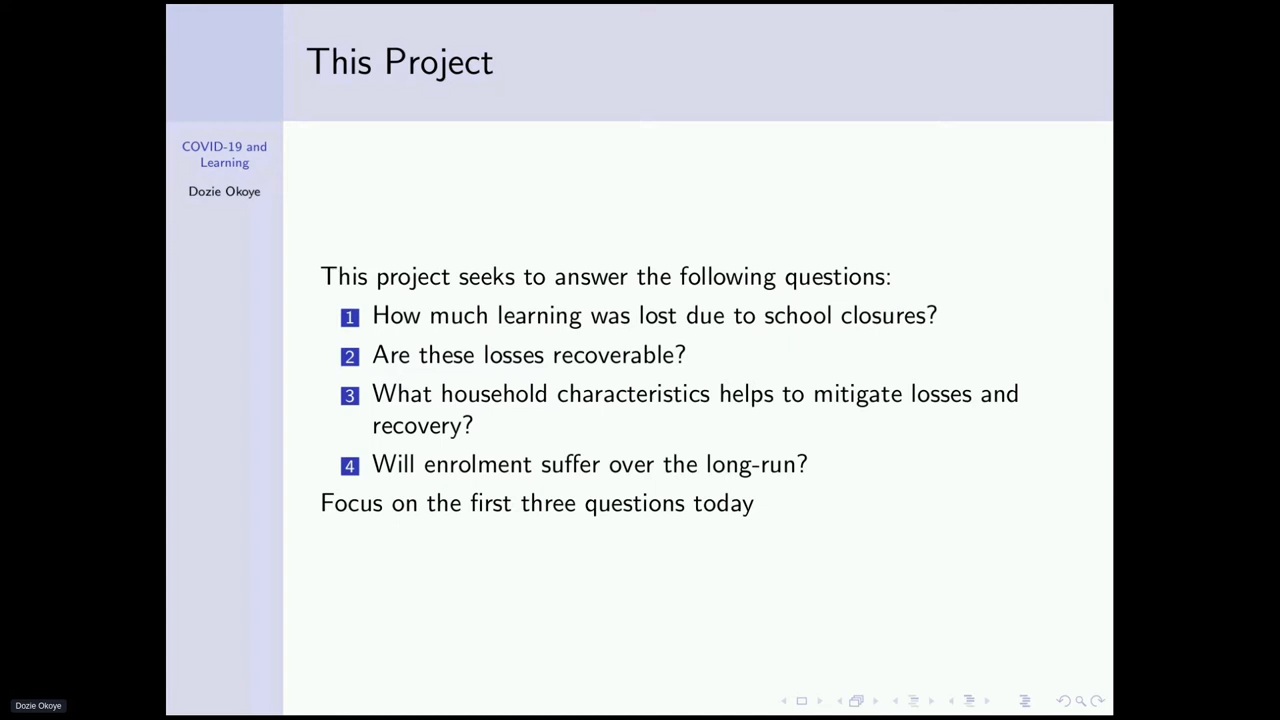 This Project
COVID-19 and
Learning
Dozie Okoye
This project seeks to answer the following questions:
1 How much learning was lost due to school closures?
2 Are these losses recoverable?
3 What household characteristics helps to mitigate losses and
recovery?
4 Will enrolment suffer over the long-run?
Focus on the first three questions today
Dozie Okoye